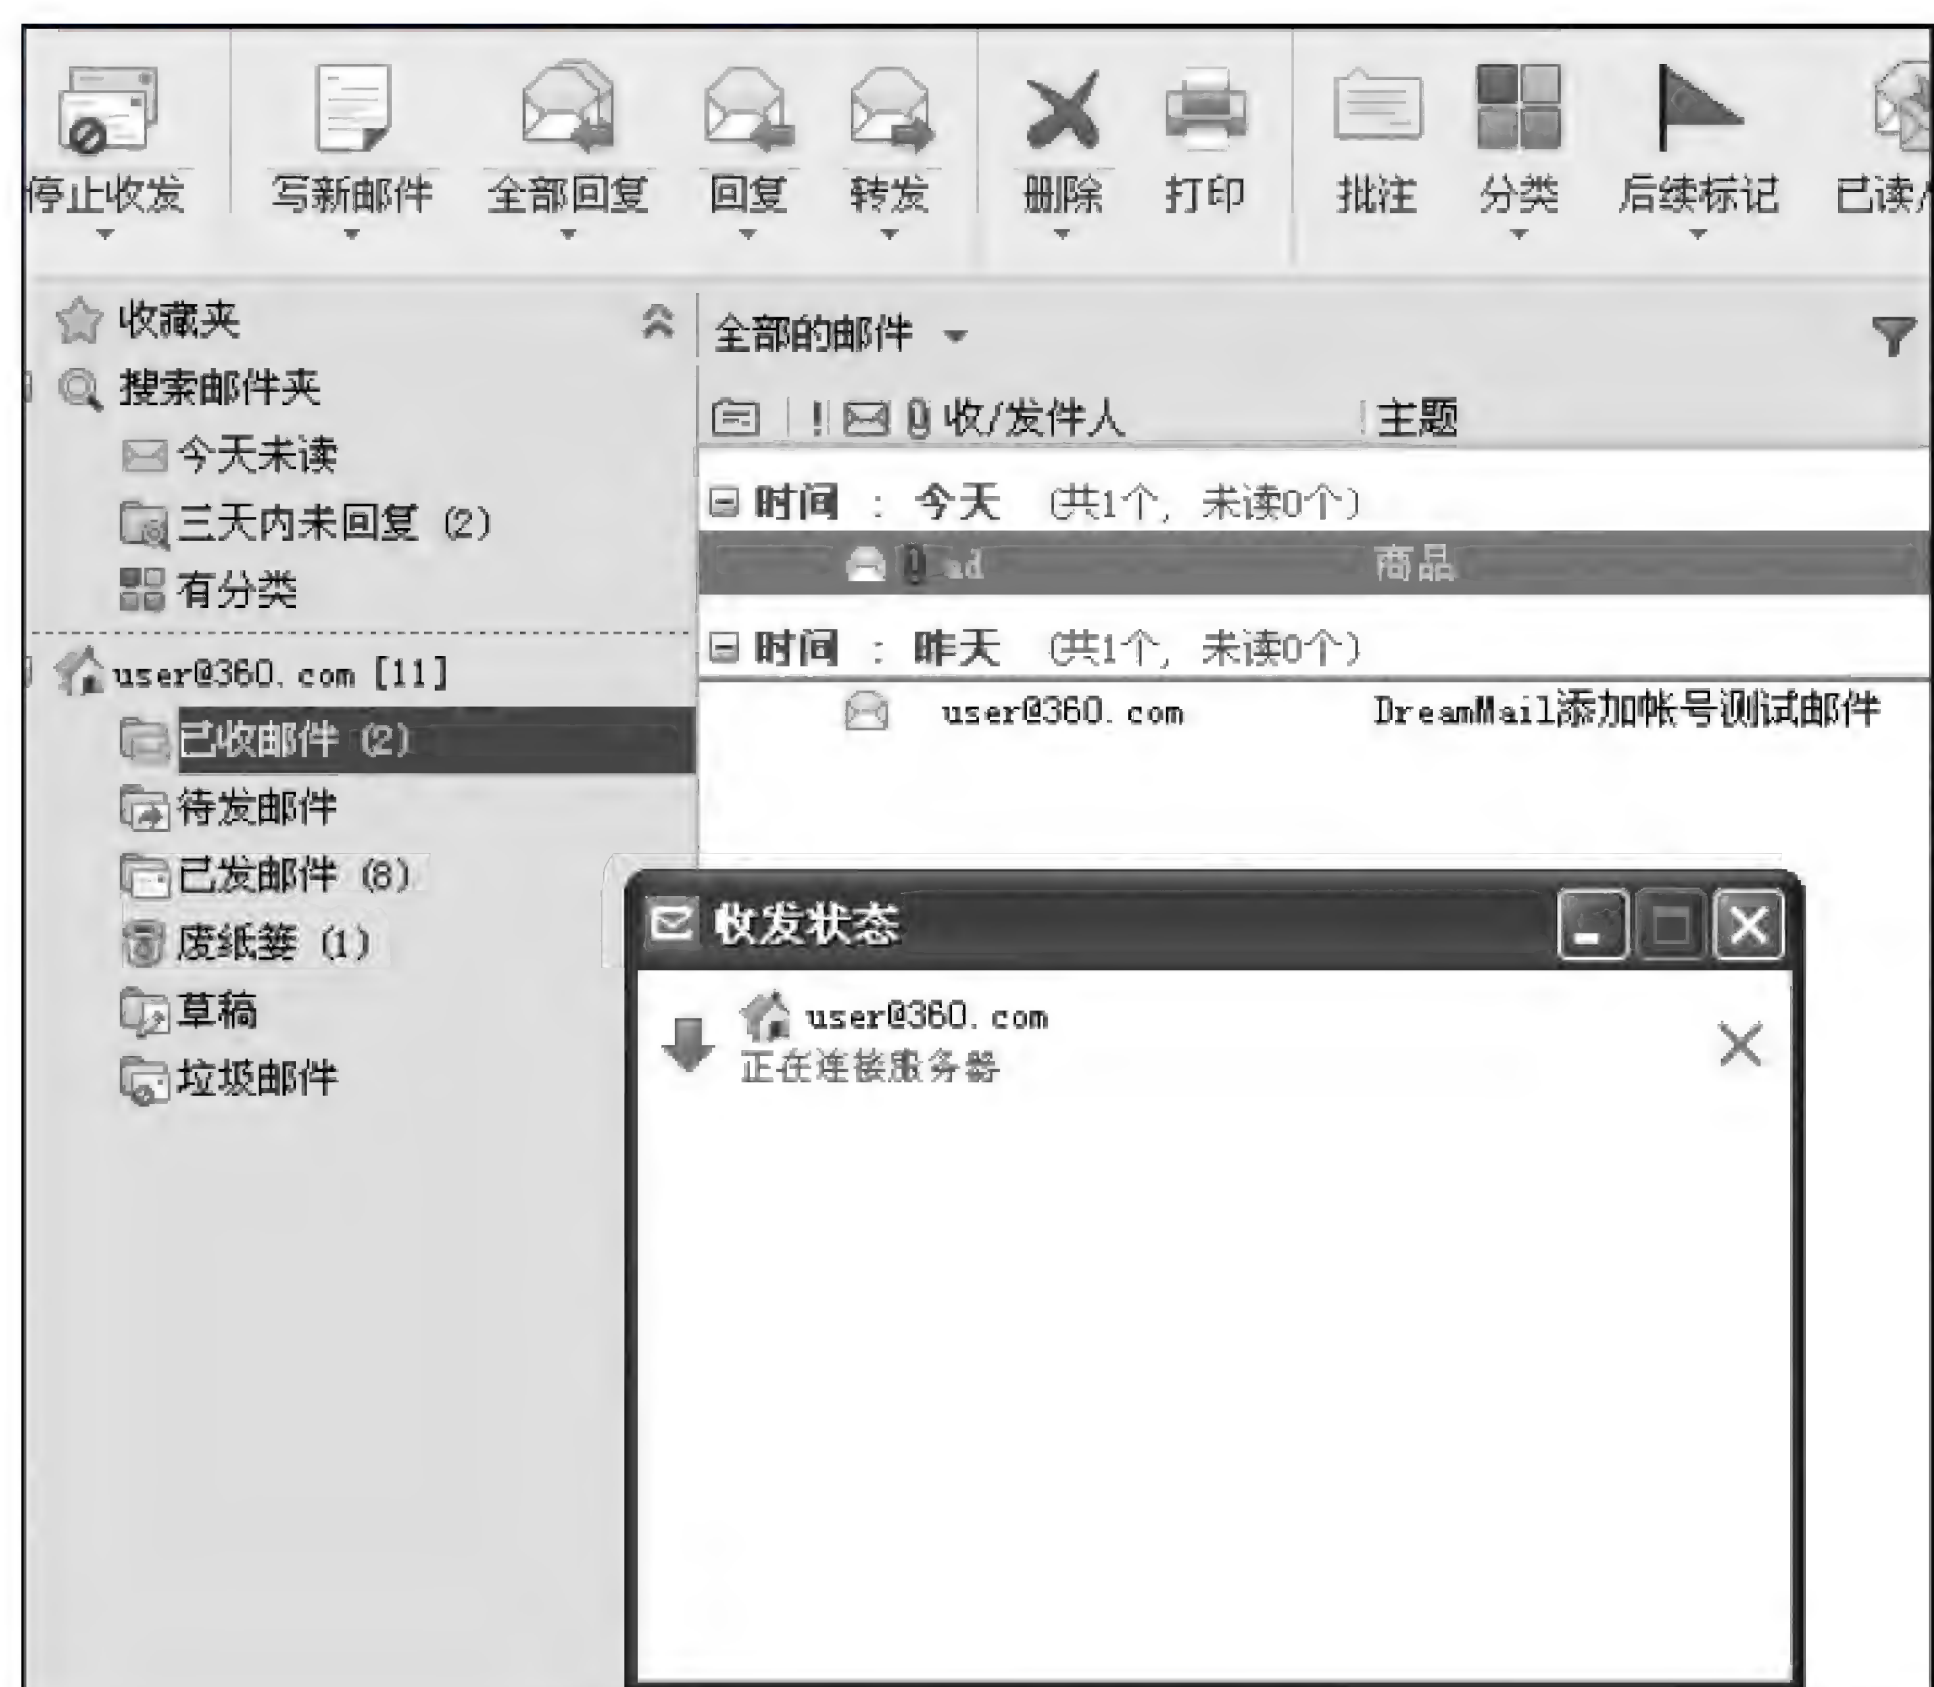 停止收发 写新邮件 全部回复 回复 转发 删除 打印 批注 分类 后续标记 已读/
收藏夹
搜索邮件夹
今天未读
三天内未回复 (2)
有分类
user@360.com [11]
已收邮件 (2)
待发邮件
已发邮件 (8)
废纸篓 (1)
草稿
垃圾邮件
全部的邮件
! 收/发件人 主题
时间 : 今天 (共1个, 未读0个)
ad 商品
时间 : 昨天 (共1个, 未读0个)
user@360.com DreamMail添加帐号测试邮件
收发状态
user@360.com
正在连接服务器